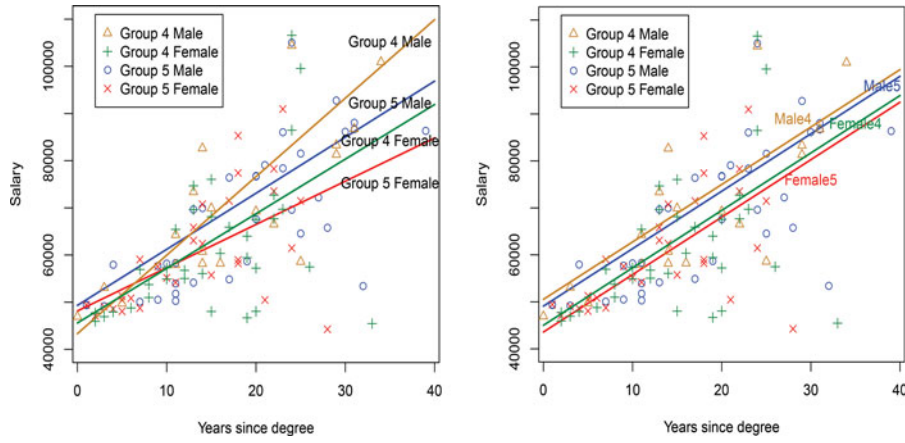 Group 4 Male
Group 4 Female
Group 5 Male
Group 5 Female
Group 4 Male
Group 5 Male
Group 4 Female
Group 5 Female
40000
60000
80000
100000
Salary
0
10
20
30
40
Years since degree
Group 4 Male
Group 4 Female
Group 5 Male
Group 5 Female
Male5
Male4
Female4
Female5
40000
60000
80000
100000
Salary
0
10
20
30
40
Years since degree